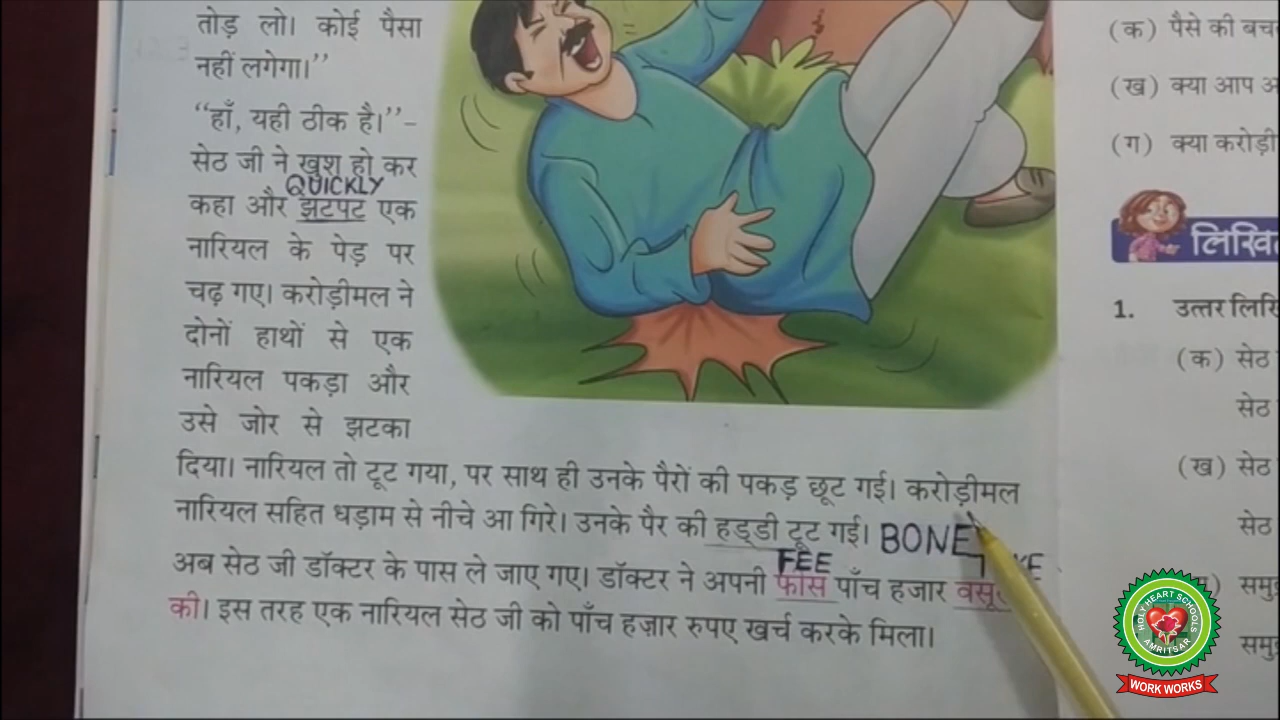 तोड़ लो। कोई पैसा
नहीं लगेगा।"
"हाँ, यही ठीक है।"–
सेठ जी ने खुश हो कर
QUICKLY
कहा और झटपट एक
नारियल के पेड़ पर
चढ़ गए। करोड़ीमल ने
दोनों हाथों से एक
नारियल पकड़ा और
उसे जोर से झटका
दिया। नारियल तो टूट गया, पर साथ ही उनके पैरों की पकड़ छूट गई। करोड़ीमल
नारियल सहित धड़ाम से नीचे आ गिरे। उनके पैर की हड्डी टूट गई। BONE
FEE
अब सेठ जी डॉक्टर के पास ले जाए गए। डॉक्टर ने अपनी फीस पाँच हजार
की। इस तरह एक नारियल सेठ जी को पाँच हज़ार रुपए खर्च करके मिला।
(क) पैसे की
(ख) क्या आप
(ग) क्या
1.
(क) सेठ
सेठ
(ख) सेठ
सेठ
HOLY HEART SCHOOLS
AMRITSAR
WORK WORKS